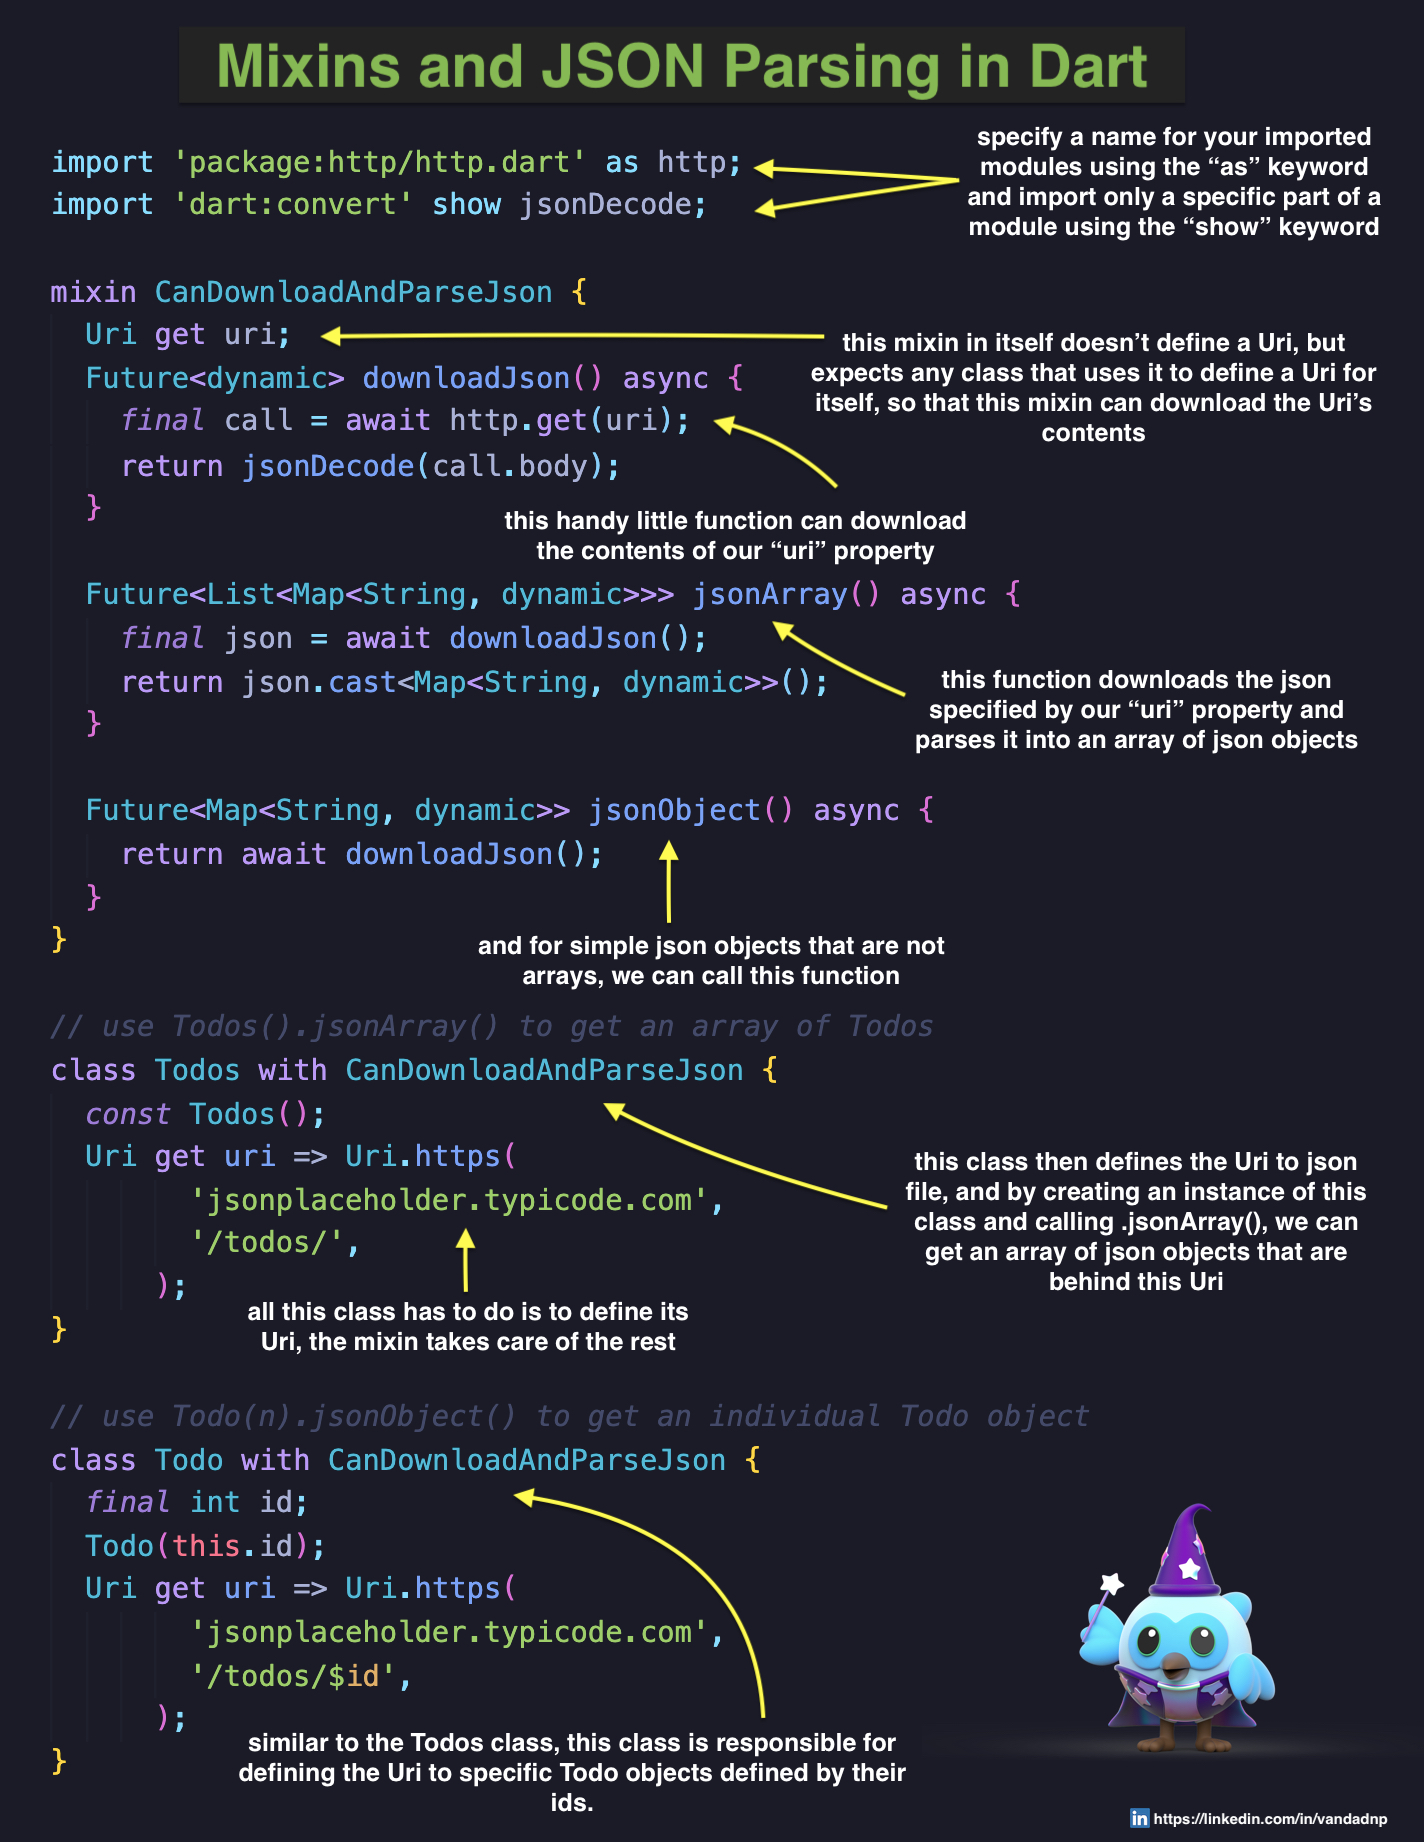 Mixins and JSON Parsing in Dart
import 'package:http/http.dart' as http;
import 'dart:convert' show jsonDecode;
specify a name for your imported
modules using the “as” keyword
and import only a specific part of a
module using the “show” keyword
mixin CanDownloadAndParseJson {
Uri get uri;
this mixin in itself doesn’t define a Uri, but
expects any class that uses it to define a Uri for
itself, so that this mixin can download the Uri’s
contents
Future<dynamic> downloadJson() async {
final call = await http.get(uri);
return jsonDecode(call.body);
}
this handy little function can download
the contents of our “uri” property
Future<List<Map<String, dynamic>>> jsonArray() async {
final json = await downloadJson();
return json.cast<Map<String, dynamic>>();
}
this function downloads the json
specified by our “uri” property and
parses it into an array of json objects
Future<Map<String, dynamic>> jsonObject() async {
return await downloadJson();
}
}
and for simple json objects that are not
arrays, we can call this function
// use Todos().jsonArray() to get an array of Todos
class Todos with CanDownloadAndParseJson {
const Todos();
Uri get uri => Uri.https(
'jsonplaceholder.typicode.com',
'/todos/',
);
}
this class then defines the Uri to json
file, and by creating an instance of this
class and calling .jsonArray(), we can
get an array of json objects that are
behind this Uri
all this class has to do is to define its
Uri, the mixin takes care of the rest
// use Todo(n).jsonObject() to get an individual Todo object
class Todo with CanDownloadAndParseJson {
final int id;
Todo(this.id);
Uri get uri => Uri.https(
'jsonplaceholder.typicode.com',
'/todos/$id',
);
}
similar to the Todos class, this class is responsible for
defining the Uri to specific Todo objects defined by their
ids.
in https://linkedin.com/in/vandadnp